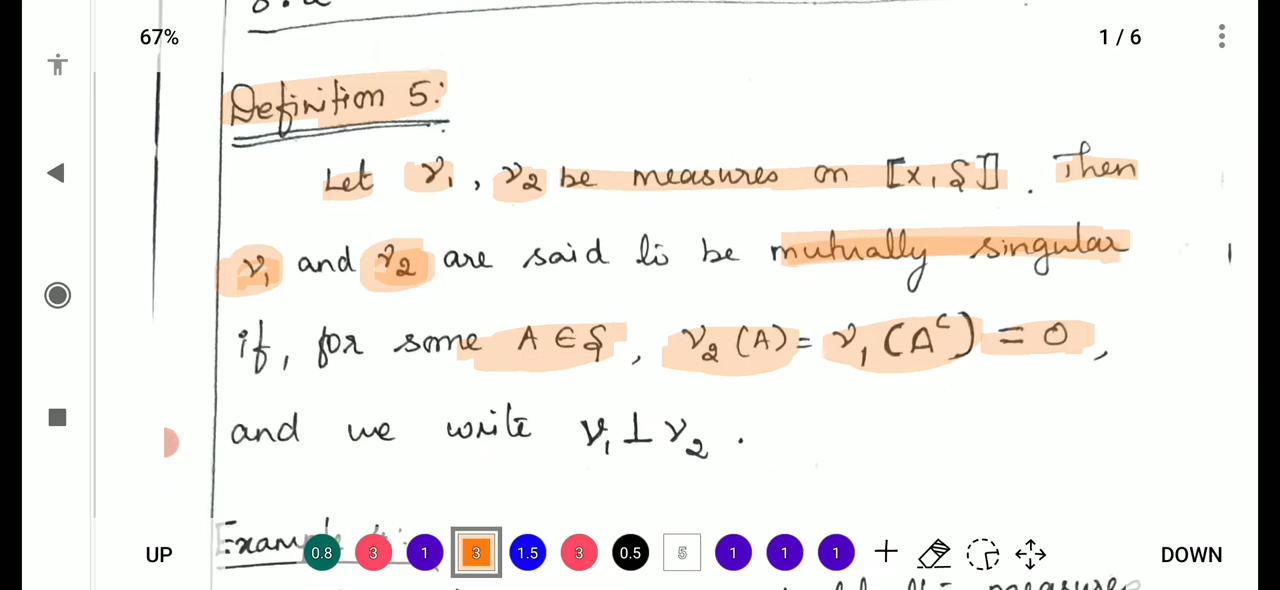 67%
1 / 6
Definition 5:
Let ν₁, ν₂ be measures on [[x, S]]. Then
ν₁ and ν₂ are said to be mutually singular
if, for some A ∈ S, ν₂(A) = ν₁(Aᶜ) = 0,
and we write ν₁ ⊥ ν₂.
Example
measure
UP 0.8 3 1 3 1.5 3 0.5 5 1 1 1 DOWN